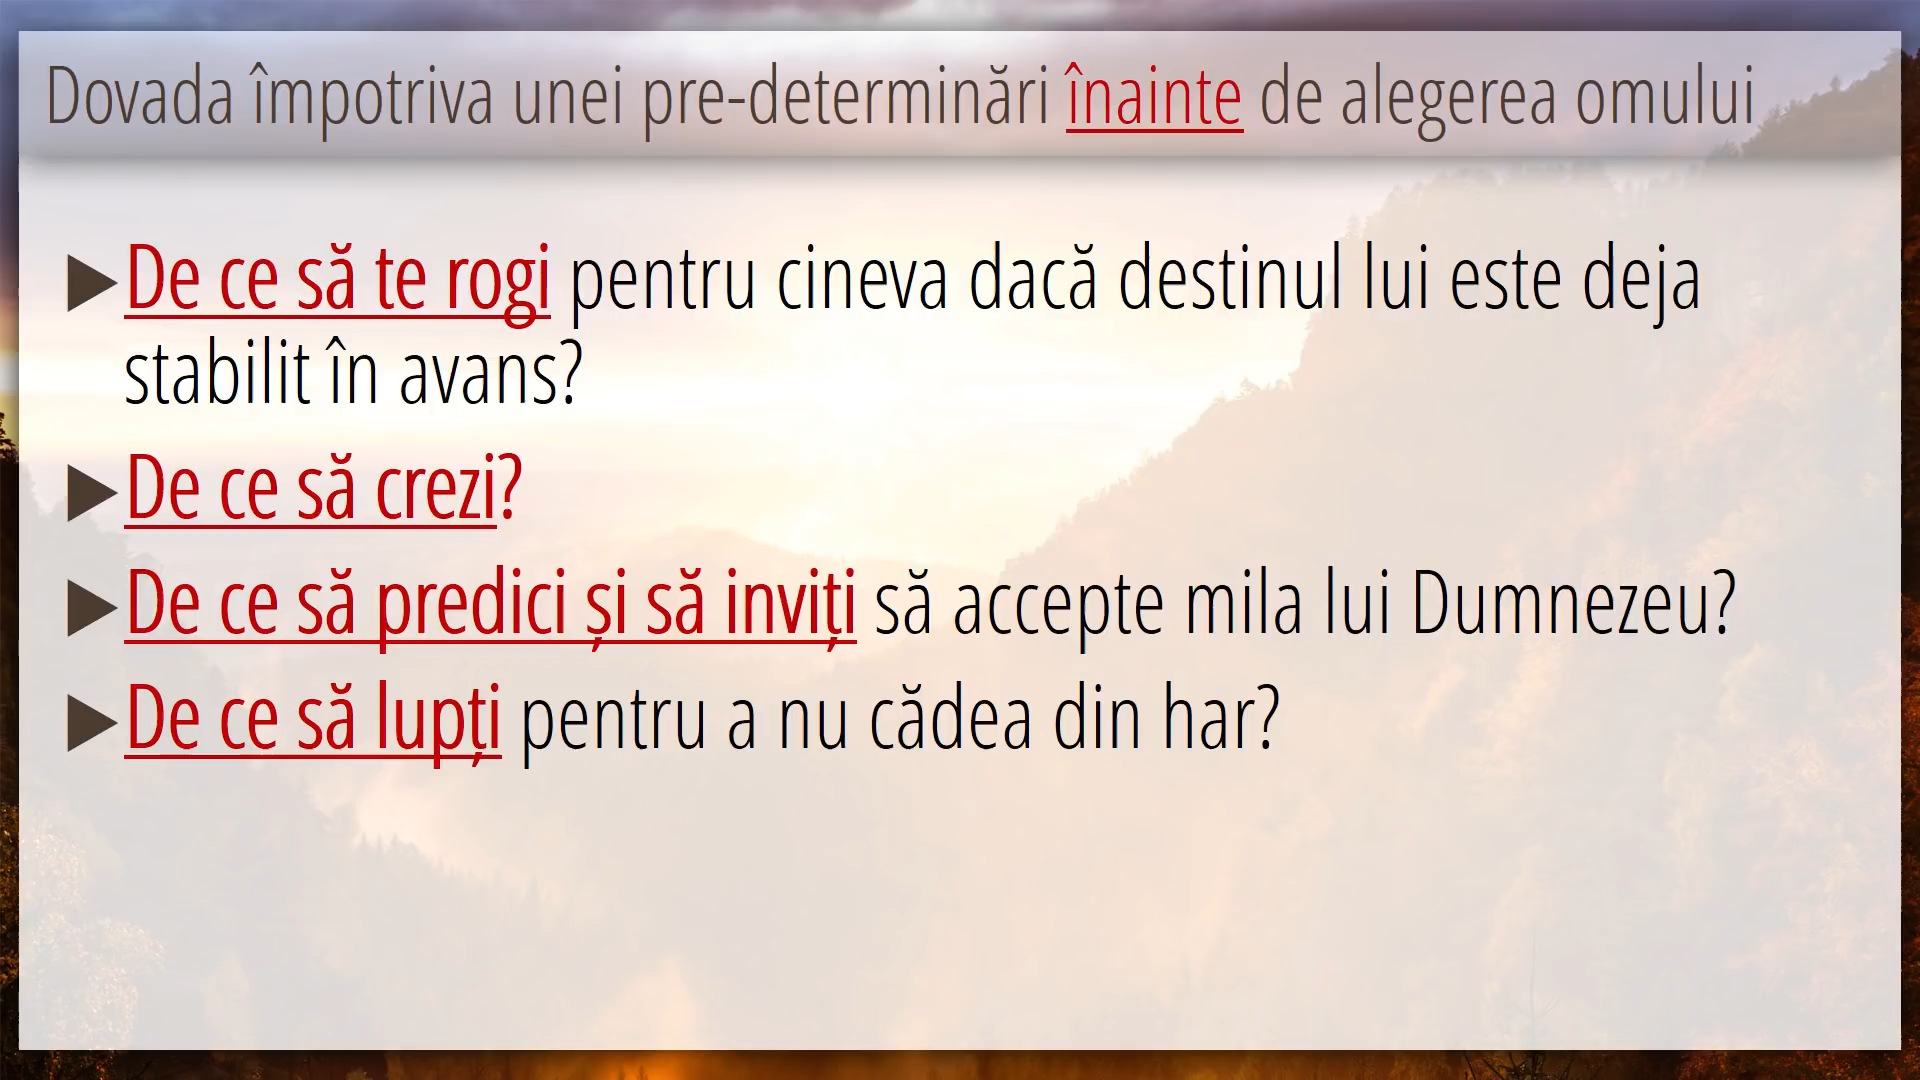 Dovada împotriva unei pre-determinări înainte de alegerea omului
De ce să te rogi pentru cineva dacă destinul lui este deja
stabilit în avans?
De ce să crezi?
De ce să predici și să inviți să accepte mila lui Dumnezeu?
De ce să lupți pentru a nu cădea din har?